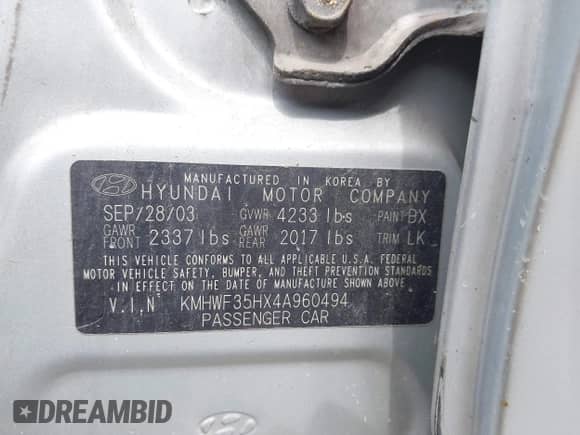 MANUFACTURED IN KOREA BY
HYUNDAI MOTOR COMPANY
SEP/28/03 GVWR 4233 lbs PAINT BX
GAWR FRONT 2337 lbs GAWR REAR 2017 lbs TRIM LK
THIS VEHICLE CONFORMS TO ALL APPLICABLE U.S.A. FEDERAL
MOTOR VEHICLE SAFETY, BUMPER, AND THEFT PREVENTION STANDARDS
IN EFFECT ON THE DATE OF MANUFACTURE SHOWN ABOVE
V.I.N KMHWF35HX4A960494
PASSENGER CAR
DREAMBID